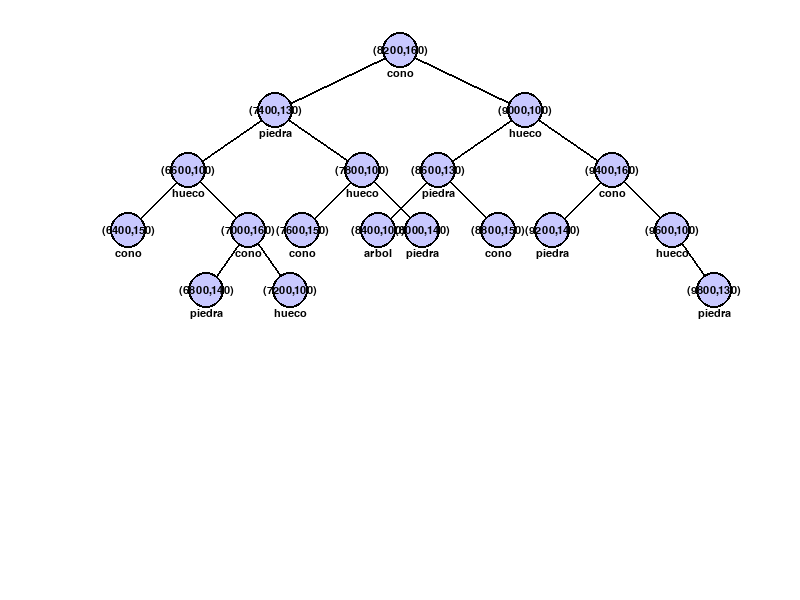 (8200,160)
cono
(7400,130)
piedra
(9000,100)
hueco
(6600,100)
hueco
(7800,100)
hueco
(8600,130)
piedra
(9400,160)
cono
(6400,150)
cono
(7000,160)
cono
(7600,150)
cono
(8400,100)
arbol
(8000,140)
piedra
(8800,150)
cono
(9200,140)
piedra
(9600,100)
hueco
(6800,140)
piedra
(7200,100)
hueco
(9800,130)
piedra